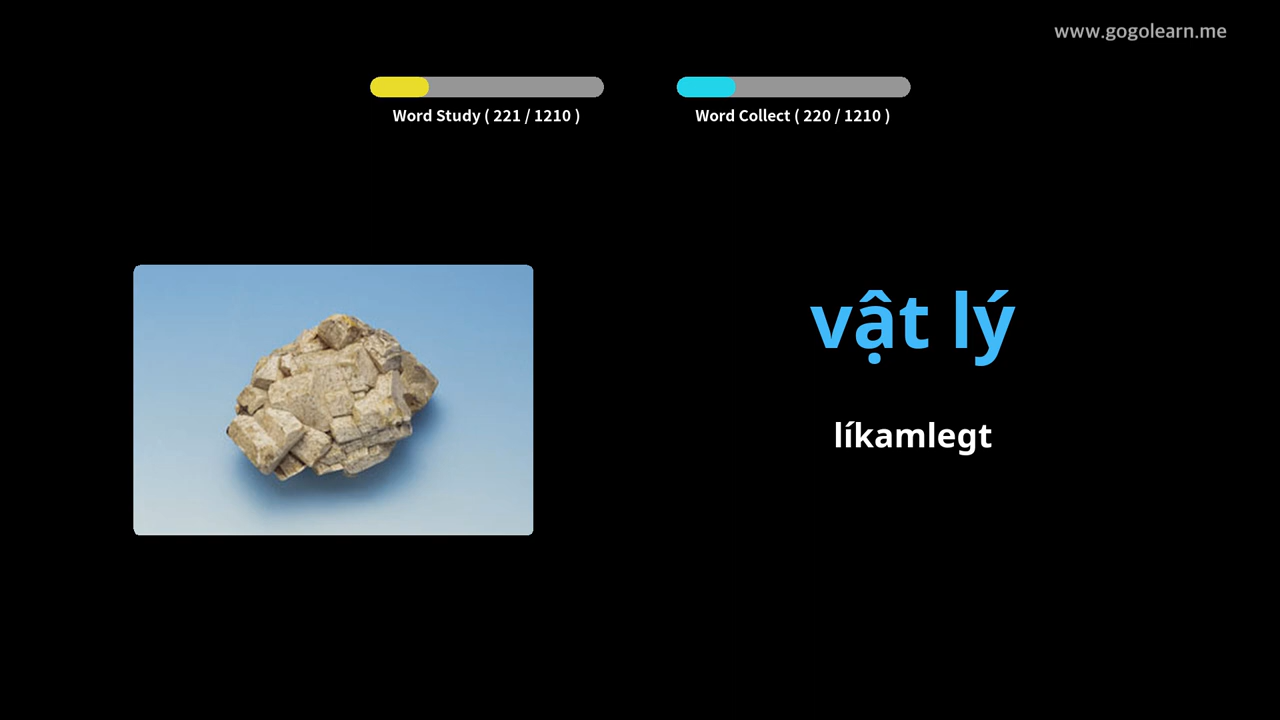 www.gogolearn.me
Word Study ( 221 / 1210 )
Word Collect ( 220 / 1210 )
vật lý
líkamlegt